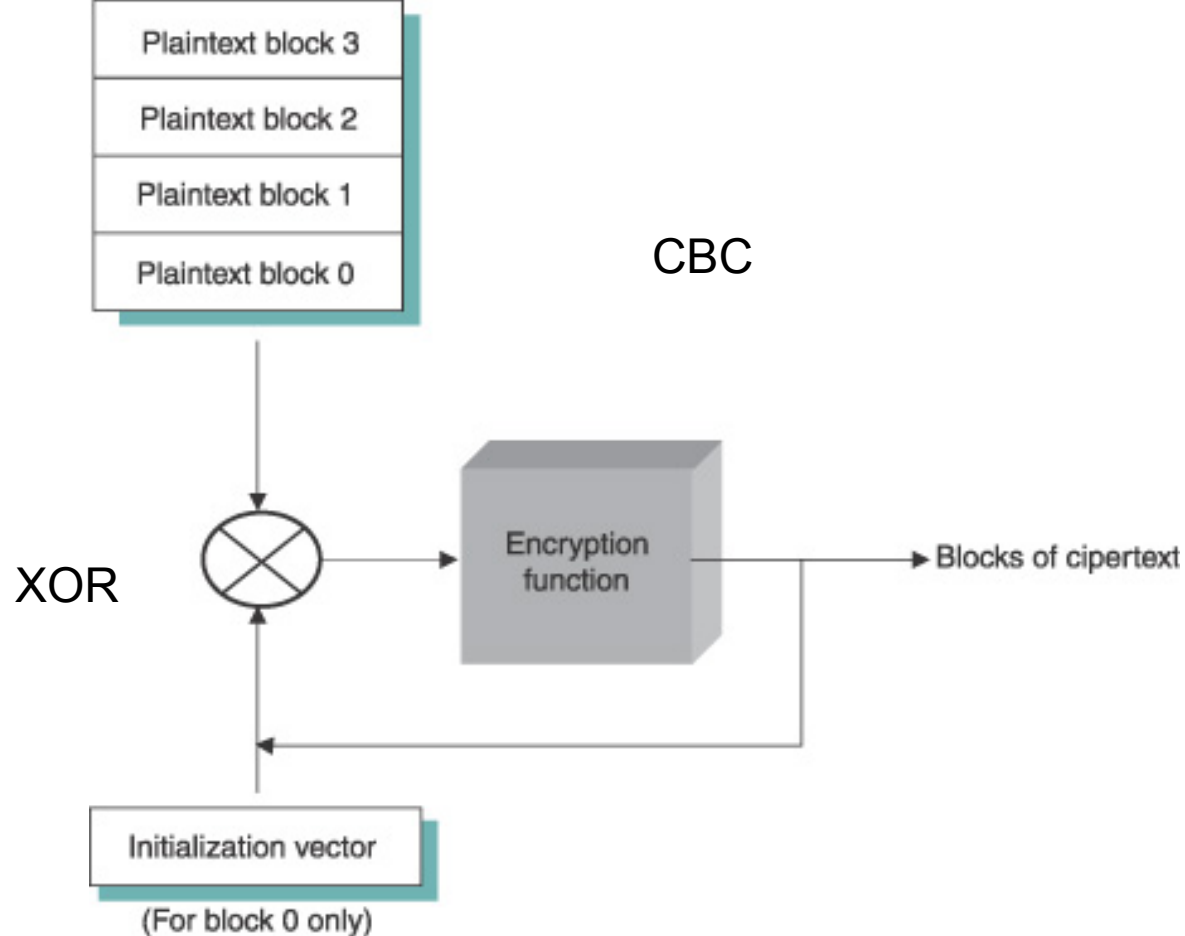 Plaintext block 3
Plaintext block 2
Plaintext block 1
Plaintext block 0
CBC
XOR
Encryption
function
Blocks of cipertext
Initialization vector
(For block 0 only)